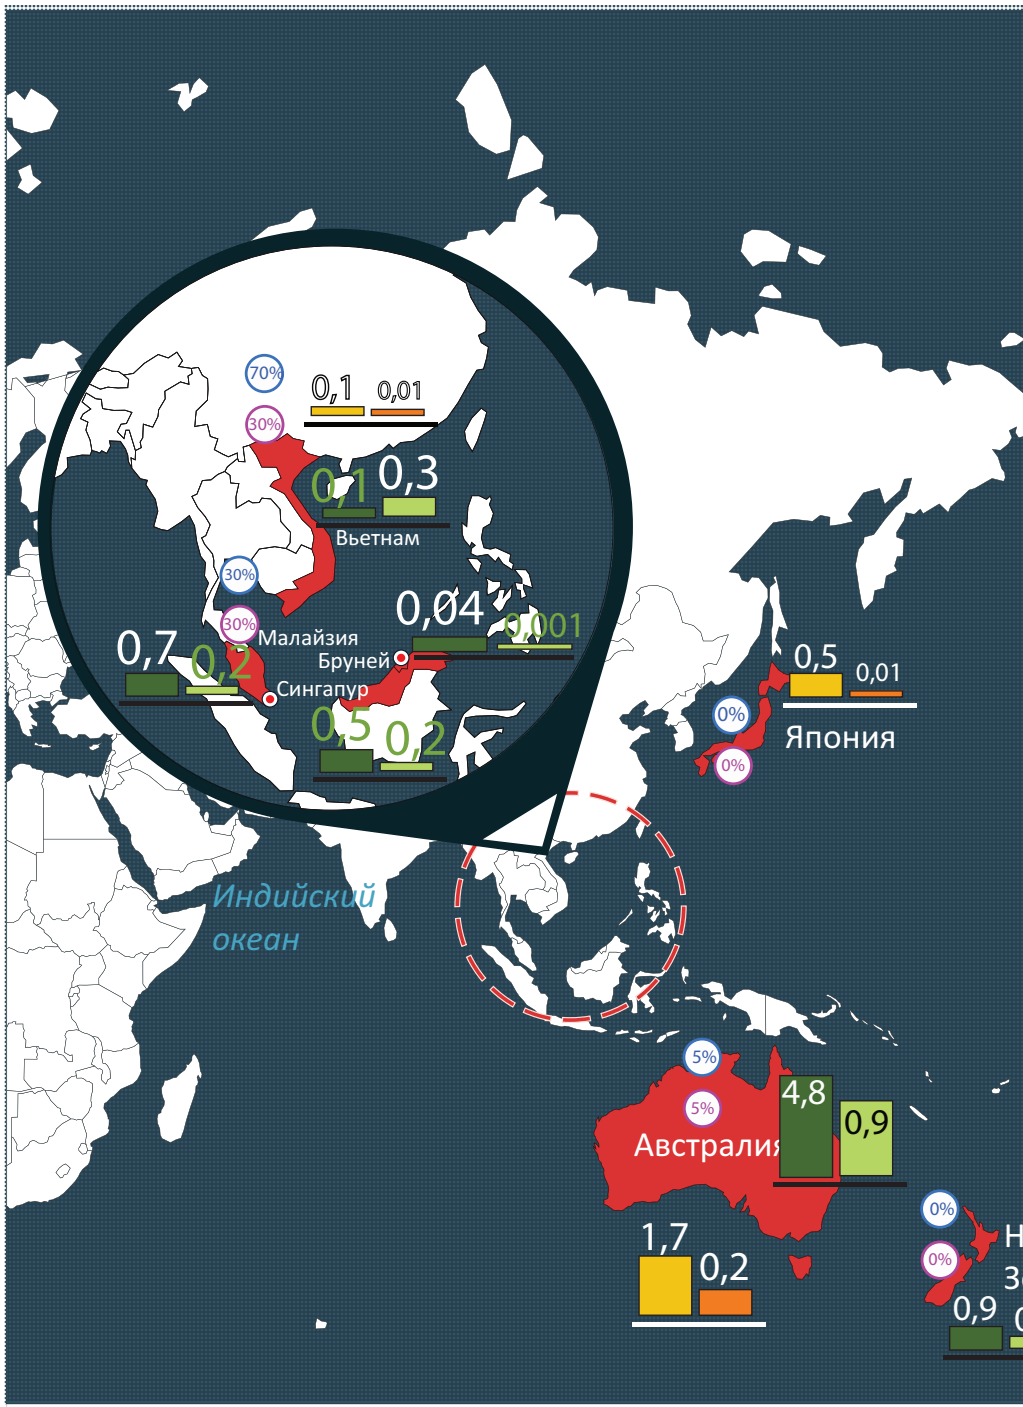 70%
0,1 0,01
30%
0,1 0,3
Вьетнам
30%
0,04
30%
0,001
Малайзия
0,7 0,2
Бруней
Сингапур
0,5 0,2
0,5 0,01
0%
Япония
0%
Индийский
океан
5%
4,8
5%
0,9
Австралия
0%
1,7
Н
0%
0,2
З
0,9